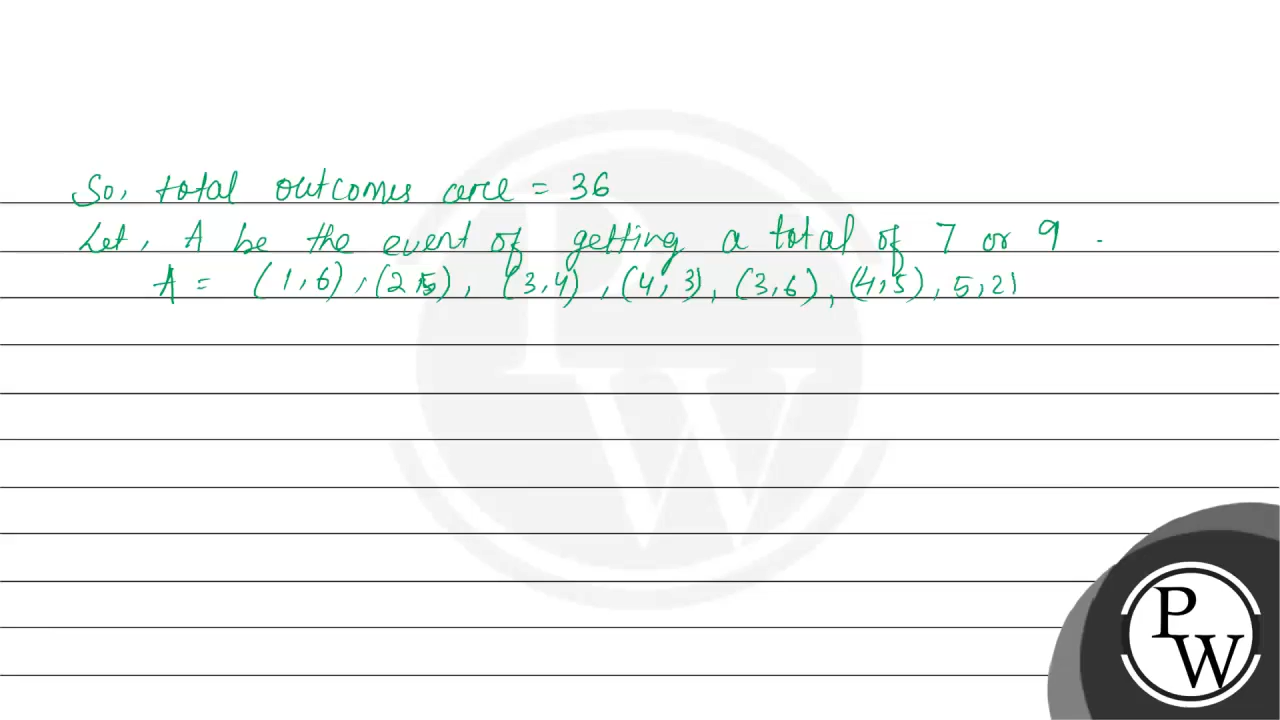 So, total outcomes are = 36
Let, A be the event of getting a total of 7 or 9 .
A = (1,6), (2,5), (3,4), (4,3), (3,6), (4,5), 5,2)
P
W
P
W